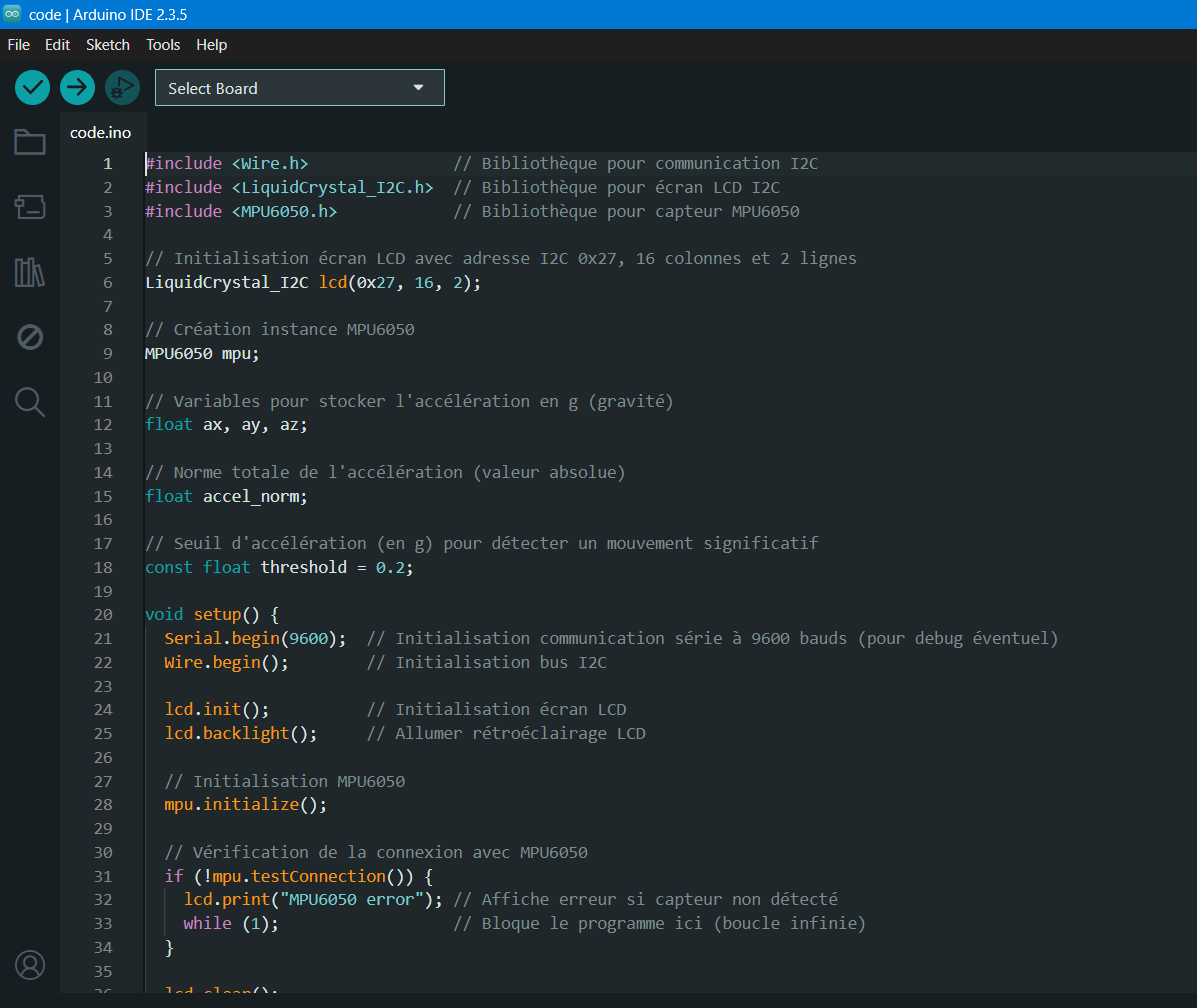 code | Arduino IDE 2.3.5
File Edit Sketch Tools Help
Select Board
code.ino
1 #include <Wire.h> // Bibliothèque pour communication I2C
2 #include <LiquidCrystal_I2C.h> // Bibliothèque pour écran LCD I2C
3 #include <MPU6050.h> // Bibliothèque pour capteur MPU6050
4
5 // Initialisation écran LCD avec adresse I2C 0x27, 16 colonnes et 2 lignes
6 LiquidCrystal_I2C lcd(0x27, 16, 2);
7
8 // Création instance MPU6050
9 MPU6050 mpu;
10
11 // Variables pour stocker l'accélération en g (gravité)
12 float ax, ay, az;
13
14 // Norme totale de l'accélération (valeur absolue)
15 float accel_norm;
16
17 // Seuil d'accélération (en g) pour détecter un mouvement significatif
18 const float threshold = 0.2;
19
20 void setup() {
21 Serial.begin(9600); // Initialisation communication série à 9600 bauds (pour debug éventuel)
22 Wire.begin(); // Initialisation bus I2C
23
24 lcd.init(); // Initialisation écran LCD
25 lcd.backlight(); // Allumer rétroéclairage LCD
26
27 // Initialisation MPU6050
28 mpu.initialize();
29
30 // Vérification de la connexion avec MPU6050
31 if (!mpu.testConnection()) {
32 lcd.print("MPU6050 error"); // Affiche erreur si capteur non détecté
33 while (1); // Bloque le programme ici (boucle infinie)
34 }
35
36 lcd.clear();